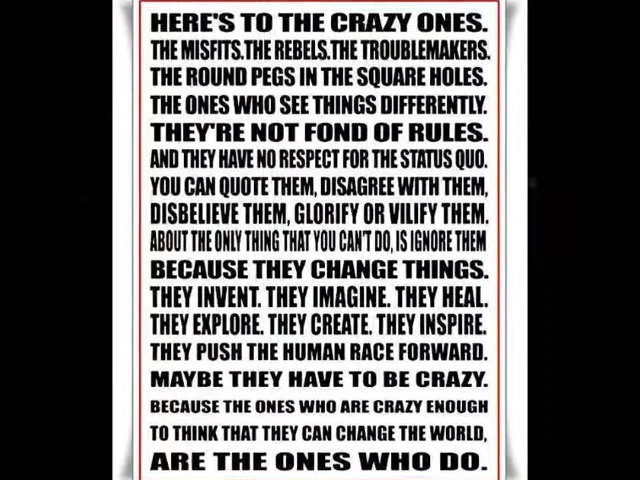 HERE'S TO THE CRAZY ONES.
THE MISFITS.THE REBELS.THE TROUBLEMAKERS.
THE ROUND PEGS IN THE SQUARE HOLES.
THE ONES WHO SEE THINGS DIFFERENTLY.
THEY'RE NOT FOND OF RULES.
AND THEY HAVE NO RESPECT FOR THE STATUS QUO.
YOU CAN QUOTE THEM, DISAGREE WITH THEM,
DISBELIEVE THEM, GLORIFY OR VILIFY THEM.
ABOUT THE ONLY THING THAT YOU CAN'T DO, IS IGNORE THEM
BECAUSE THEY CHANGE THINGS.
THEY INVENT. THEY IMAGINE. THEY HEAL.
THEY EXPLORE. THEY CREATE. THEY INSPIRE.
THEY PUSH THE HUMAN RACE FORWARD.
MAYBE THEY HAVE TO BE CRAZY.
BECAUSE THE ONES WHO ARE CRAZY ENOUGH
TO THINK THAT THEY CAN CHANGE THE WORLD,
ARE THE ONES WHO DO.